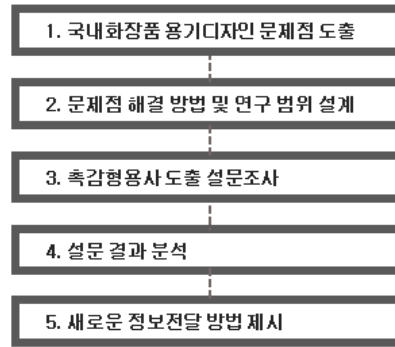 1. 국내화장품 용기디자인 문제점 도출
2. 문제점 해결 방법 및 연구 범위 설계
3. 촉감형용사 도출 설문조사
4. 설문 결과 분석
5. 새로운 정보전달 방법 제시